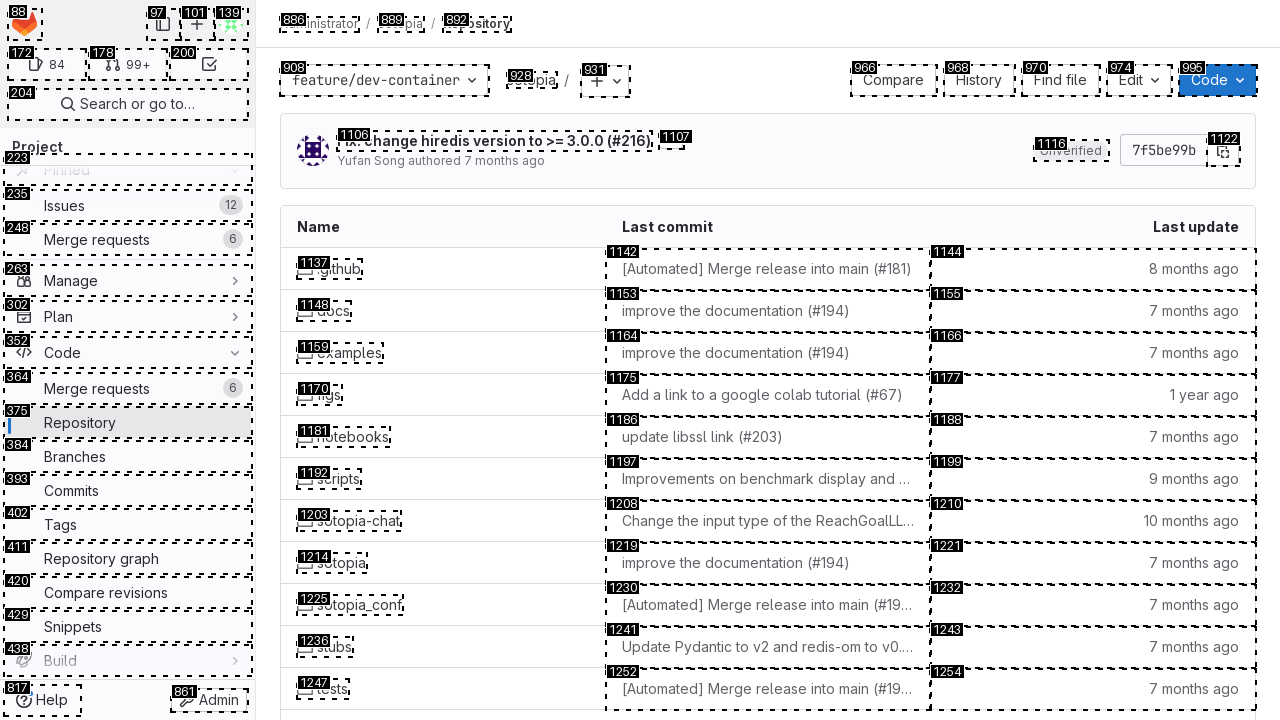 88
97
101
139
172
84
178
99+
200
204
Search or go to…
Project
223
Pinned
235
Issues
12
248
Merge requests
6
263
Manage
302
Plan
352
Code
364
Merge requests
6
375
Repository
384
Branches
393
Commits
402
Tags
411
Repository graph
420
Compare revisions
429
Snippets
438
Build
817
Help
861
Admin
886
889
892
/
/
908
feature/dev-container
928
/
931
966
Compare
968
History
970
Find file
974
Edit
995
Code
1106
fix: change hiredis version to >= 3.0.0 (#216)
1107
Yufan Song authored 7 months ago
1116
Unverified
7f5be99b
1122
Name
Last commit
Last update
1137
.github
1142
[Automated] Merge release into main (#181)
1144
8 months ago
1148
docs
1153
improve the documentation (#194)
1155
7 months ago
1159
examples
1164
improve the documentation (#194)
1166
7 months ago
1170
figs
1175
Add a link to a google colab tutorial (#67)
1177
1 year ago
1181
notebooks
1186
update libssl link (#203)
1188
7 months ago
1192
scripts
1197
Improvements on benchmark display and …
1199
9 months ago
1203
sotopia-chat
1208
Change the input type of the ReachGoalLL…
1210
10 months ago
1214
sotopia
1219
improve the documentation (#194)
1221
7 months ago
1225
sotopia_conf
1230
[Automated] Merge release into main (#19…
1232
7 months ago
1236
stubs
1241
Update Pydantic to v2 and redis-om to v0.…
1243
7 months ago
1247
tests
1252
[Automated] Merge release into main (#19…
1254
7 months ago